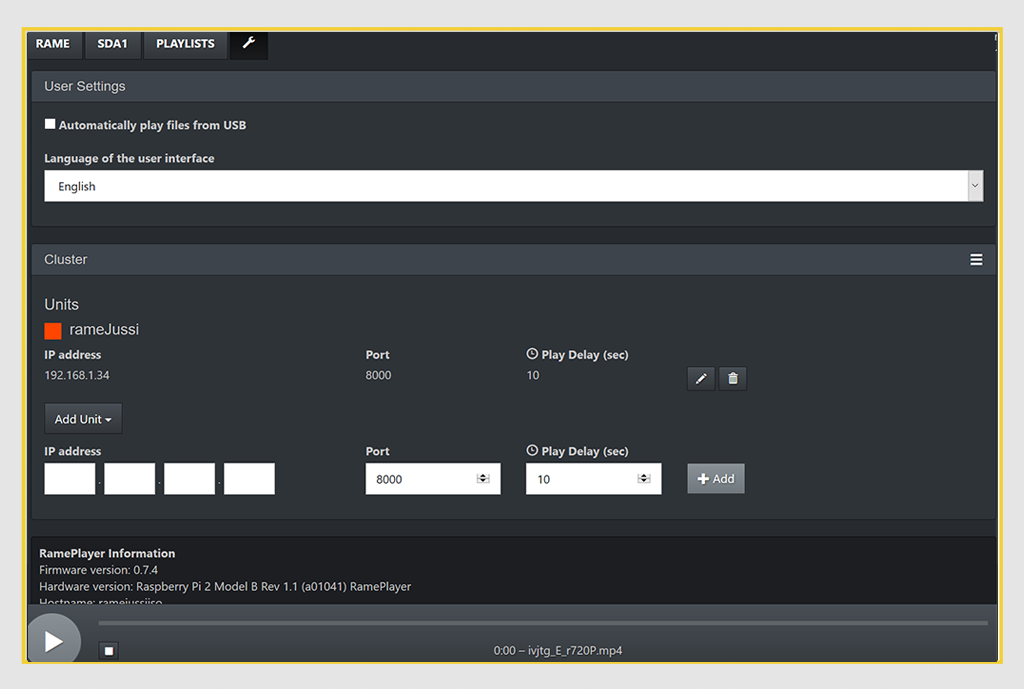 RAME SDA1 PLAYLISTS
User Settings
Automatically play files from USB
Language of the user interface
English
Cluster
Units
rameJussi
IP address Port Play Delay (sec)
192.168.1.34 8000 10
Add Unit
IP address Port Play Delay (sec)
. . . 8000 10 Add
RamePlayer Information
Firmware version: 0.7.4
Hardware version: Raspberry Pi 2 Model B Rev 1.1 (a01041) RamePlayer
Hostname: ramejussiiso
0:00 – ivjtg_E_r720P.mp4